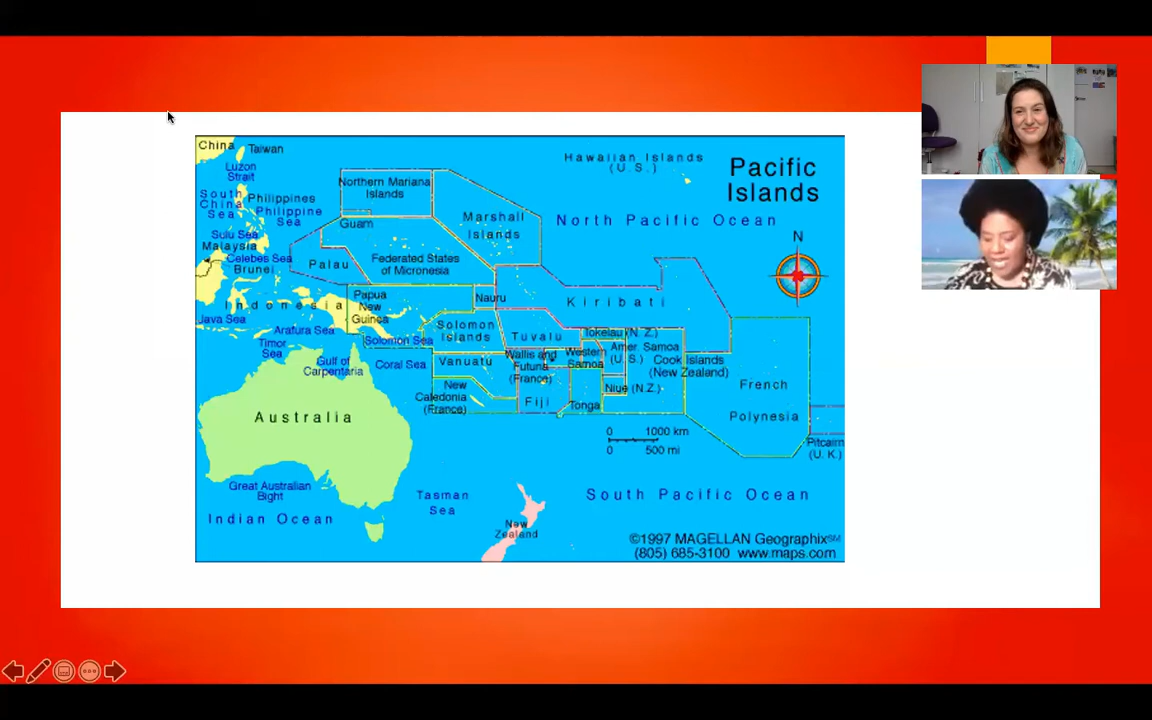 China
Taiwan
Luzon
Strait
South
China
Sea
Philippines
Philippine
Sea
Sulu Sea
Malaysia
Celebes Sea
Brunei
Indonesia
Java Sea
Arafura Sea
Timor
Sea
Northern Mariana
Islands
Guam
Palau
Federated States
of Micronesia
Marshall
Islands
Hawaiian Islands
(U.S.)
Pacific
Islands
North Pacific Ocean
N
Papua
New
Guinea
Nauru
Kiribati
Solomon
Islands
Solomon Sea
Tuvalu
Tokelau (N.Z.)
Gulf of
Carpentaria
Coral Sea
Vanuatu
Wallis and
Futuna
(France)
Western
Samoa
Amer. Samoa
(U.S.)
Cook Islands
(New Zealand)
New
Caledonia
(France)
Fiji
Tonga
Niue (N.Z.)
French
Polynesia
Pitcairn
(U.K.)
Australia
0 1000 km
0 500 mi
Great Australian
Bight
Indian Ocean
Tasman
Sea
South Pacific Ocean
New
Zealand
©1997 MAGELLAN Geographix℠
(805) 685-3100 www.maps.com